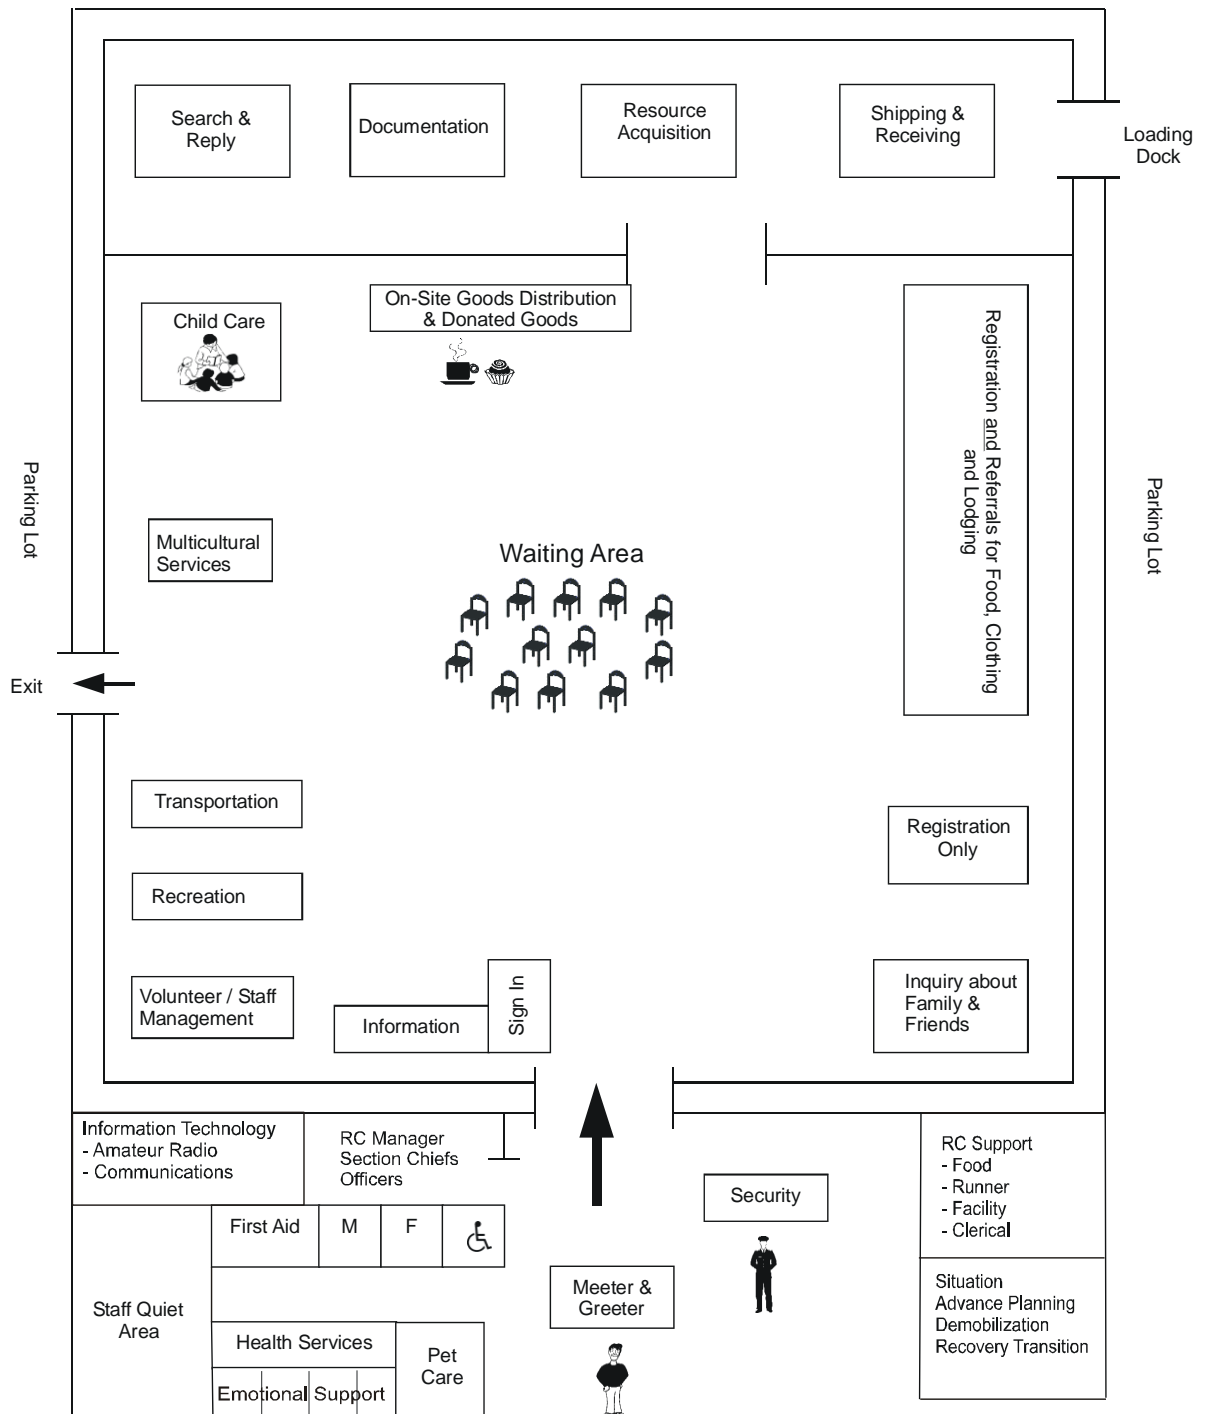 Search &
Reply
Documentation
Resource
Acquisition
Shipping &
Receiving
Loading
Dock
Child Care
On-Site Goods Distribution
& Donated Goods
Registration and Referrals for Food, Clothing
and Lodging
Parking Lot
Parking Lot
Multicultural
Services
Waiting Area
Exit
Transportation
Registration
Only
Recreation
Volunteer / Staff
Management
Information
Sign In
Inquiry about
Family &
Friends
Information Technology
- Amateur Radio
- Communications
RC Manager
Section Chiefs
Officers
RC Support
- Food
- Runner
- Facility
- Clerical
Security
First Aid
M
F
Meeter &
Greeter
Situation
Advance Planning
Demobilization
Recovery Transition
Staff Quiet
Area
Health Services
Pet
Care
Emotional Support